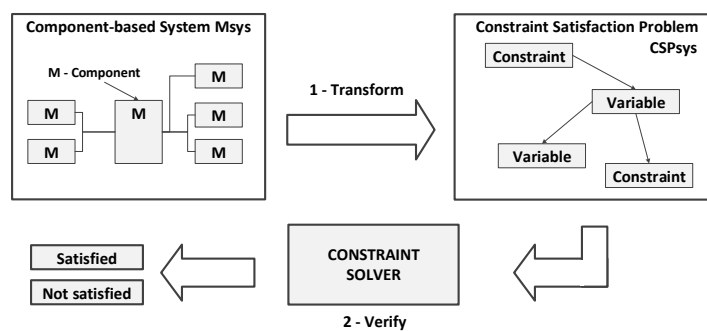 Component-based System Msys
M - Component
M
M
M
M
M
M
1 - Transform
Constraint Satisfaction Problem
CSPsys
Constraint
Variable
Variable
Constraint
Satisfied
Not satisfied
CONSTRAINT
SOLVER
2 - Verify